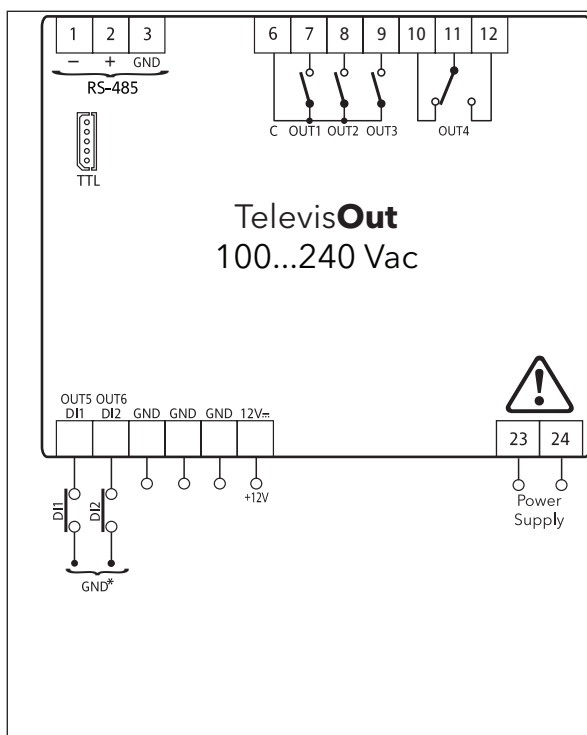 1 2 3 6 7 8 9 10 11 12
− + GND
RS-485
C OUT1 OUT2 OUT3 OUT4
TTL
TelevisOut
100...240 Vac
OUT5 OUT6
DI1 DI2 GND GND GND 12V⎓
23 24
+12V
Power
Supply
DI1 DI2
GND*